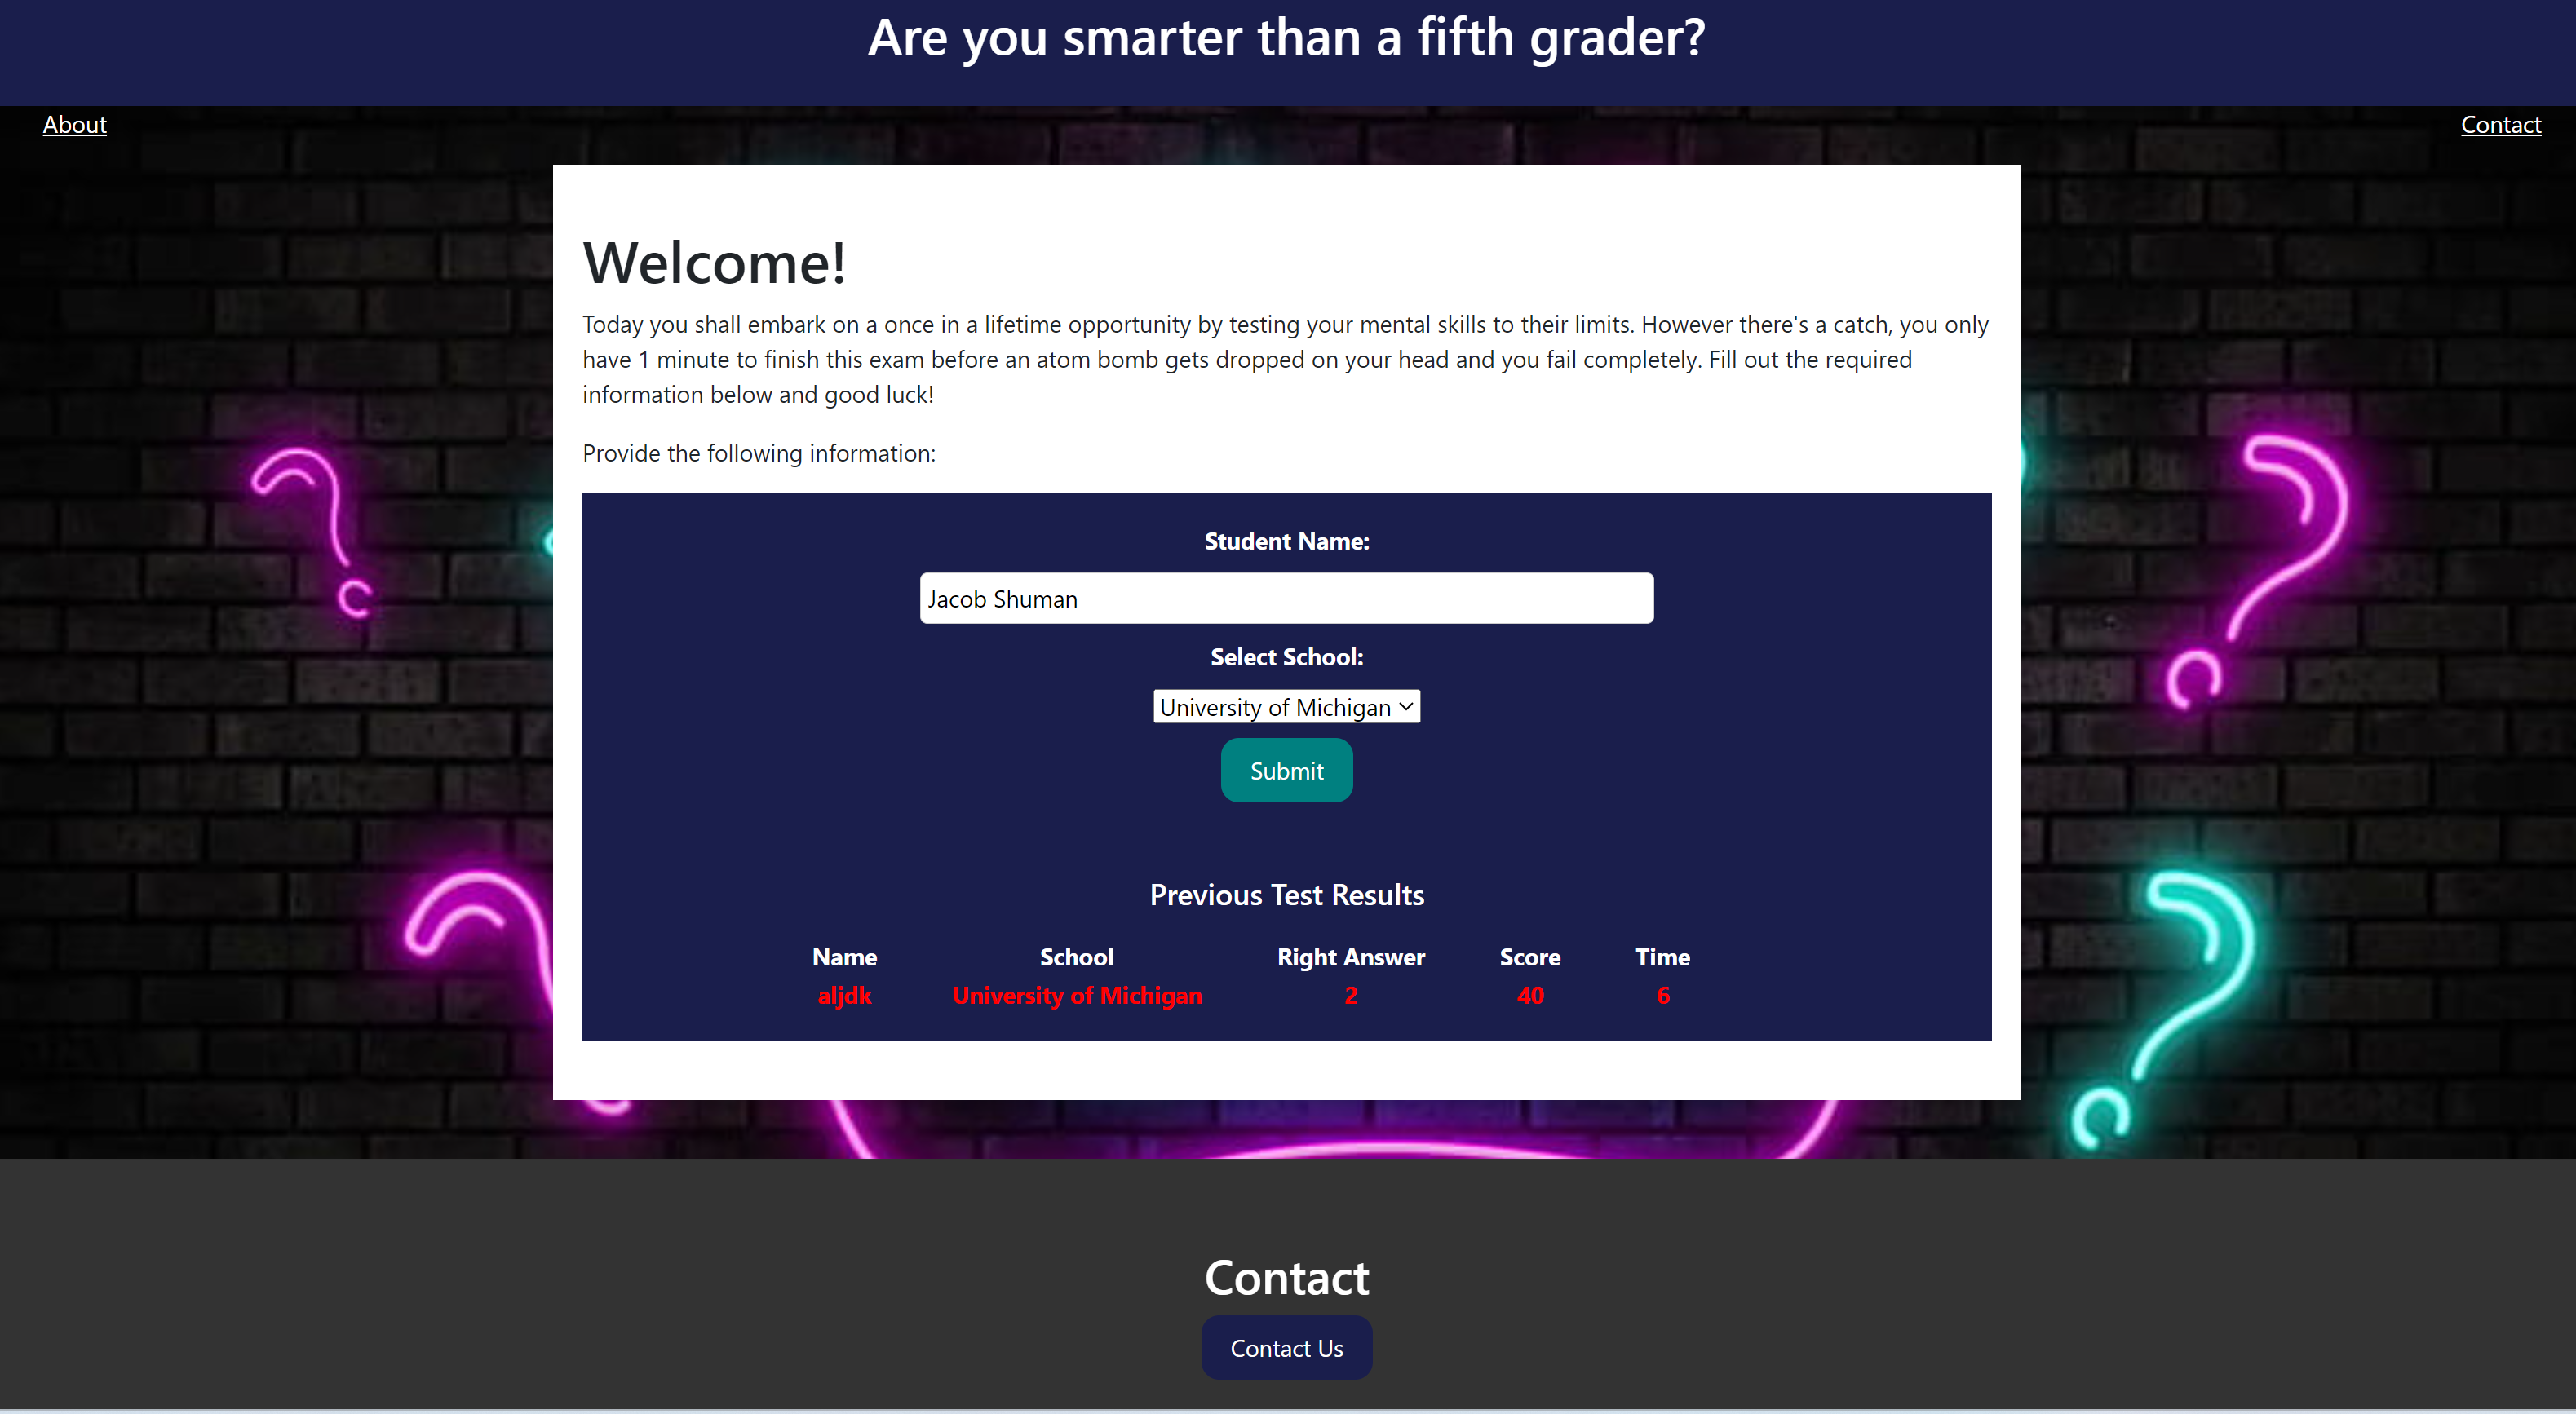 Are you smarter than a fifth grader?
About
Contact
Welcome!
Today you shall embark on a once in a lifetime opportunity by testing your mental skills to their limits. However there's a catch, you only
have 1 minute to finish this exam before an atom bomb gets dropped on your head and you fail completely. Fill out the required
information below and good luck!
Provide the following information:
Student Name:
Jacob Shuman
Select School:
University of Michigan
Submit
Previous Test Results
Name School Right Answer Score Time
aljdk University of Michigan 2 40 6
Contact
Contact Us